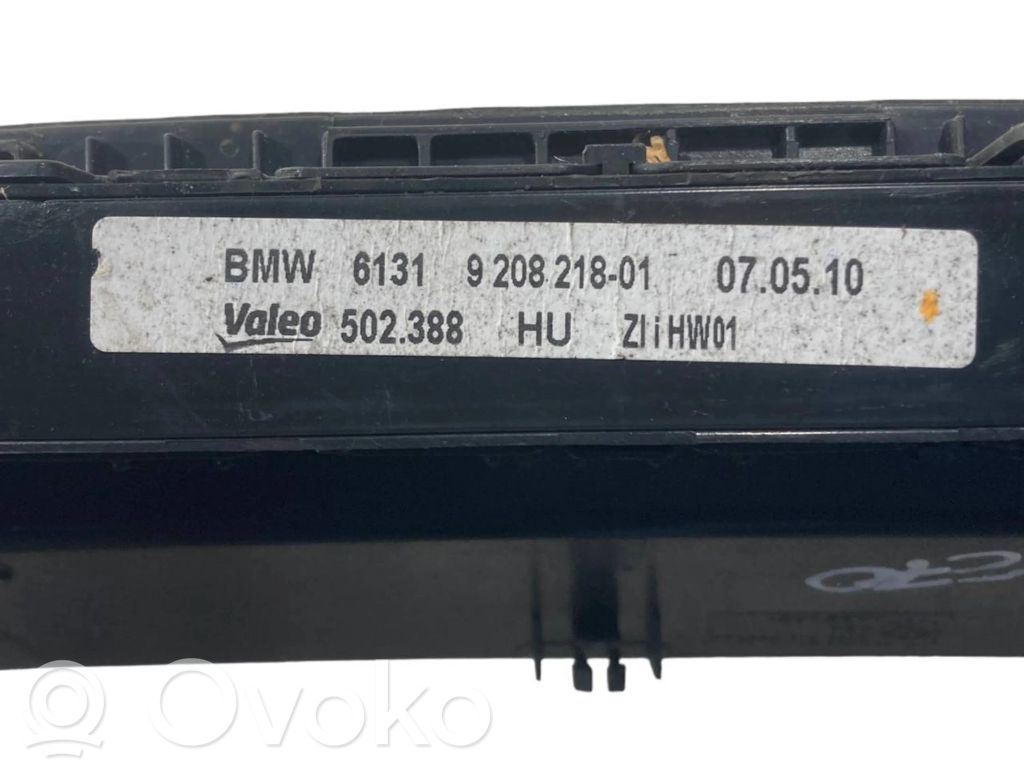 BMW 6131 9 208 218-01 07.05.10
Valeo 502.388 HU ZI i HW01
Ovoko